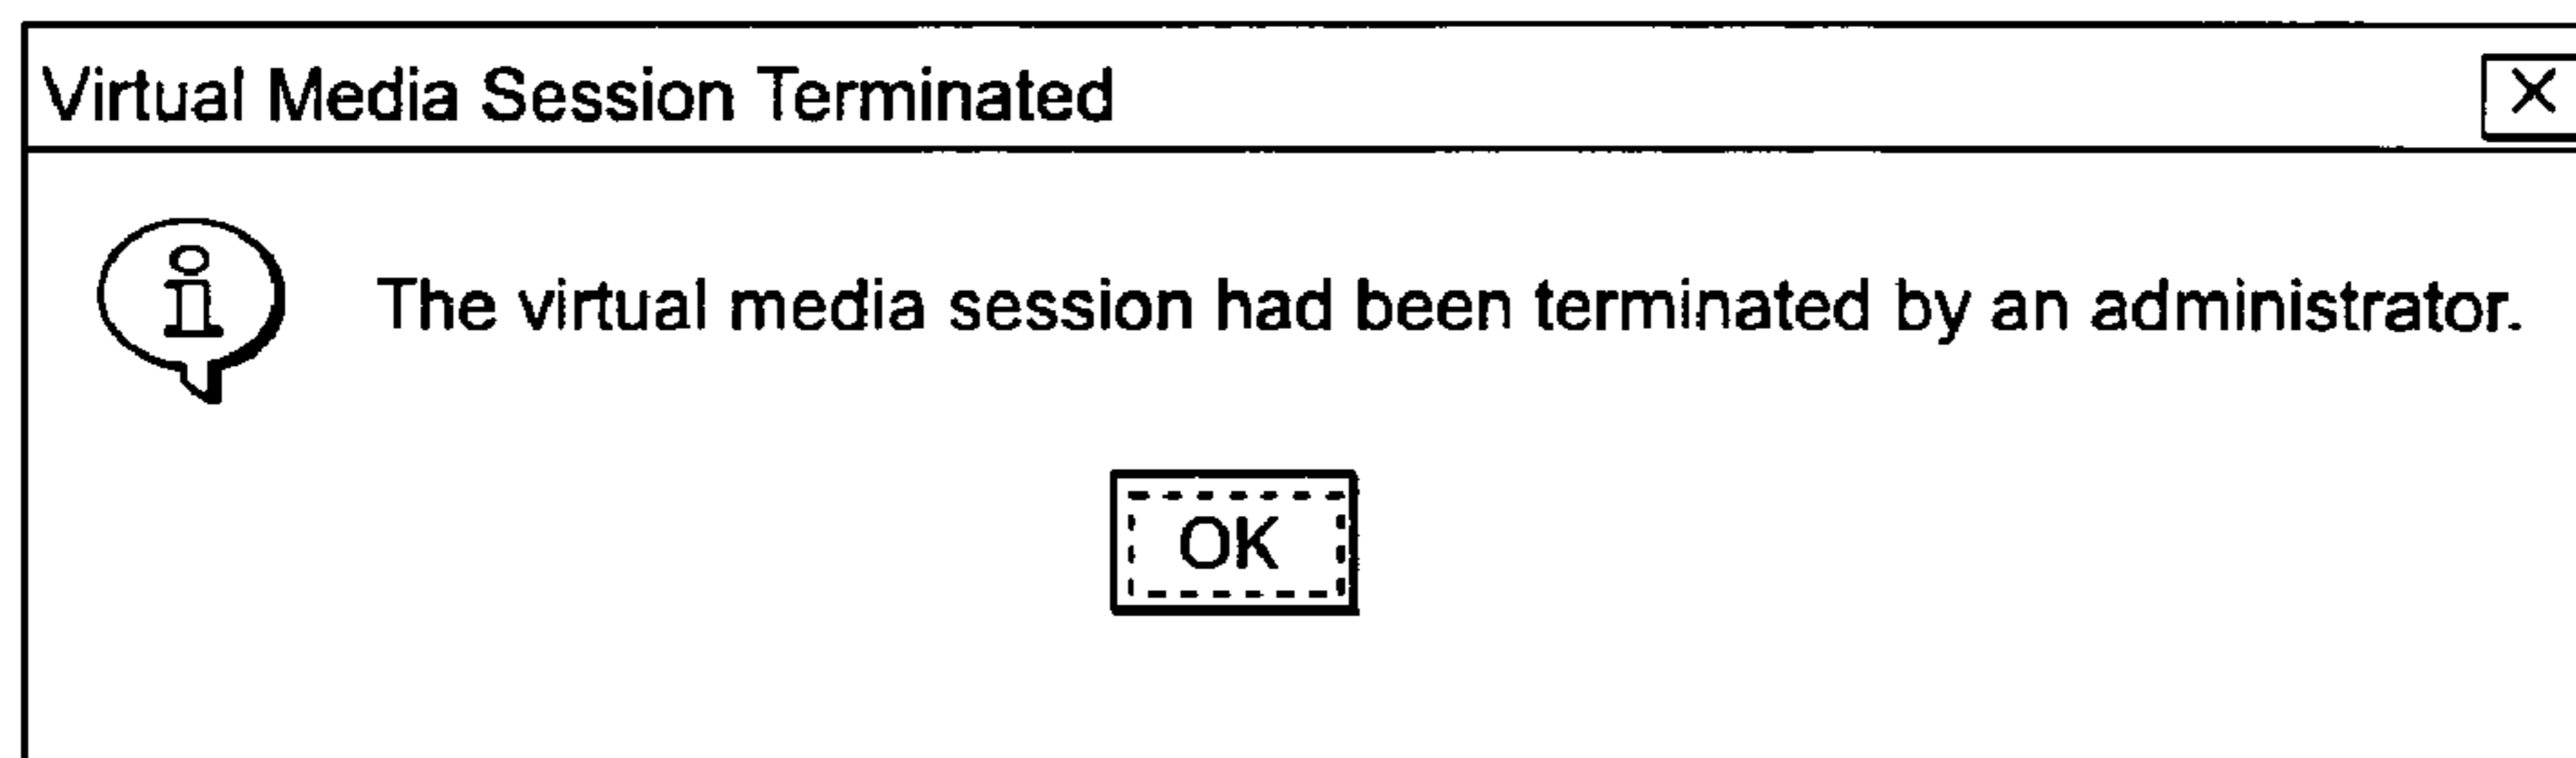 Virtual Media Session Terminated X
i The virtual media session had been terminated by an administrator.
OK